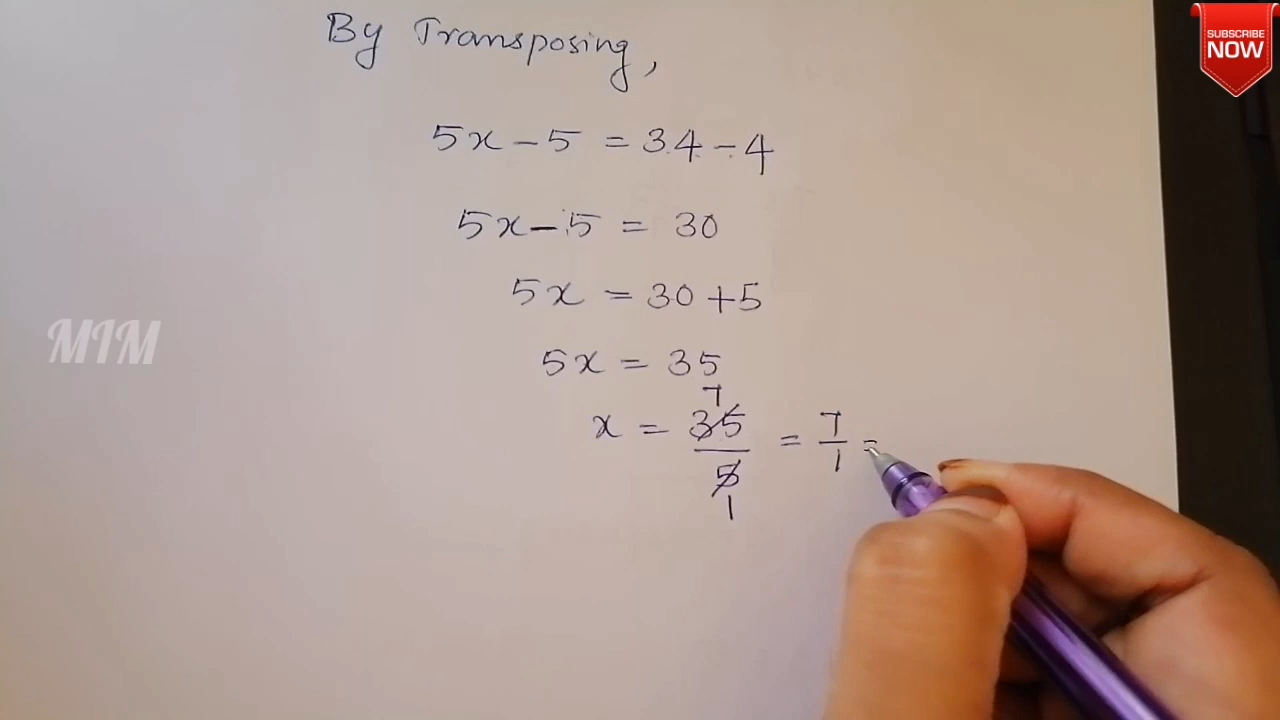 By Transposing,
5x - 5 = 34 - 4
5x - 5 = 30
5x = 30 + 5
5x = 35
7
x = 35/5 = 7/1 =
1
MIM
SUBSCRIBE
NOW